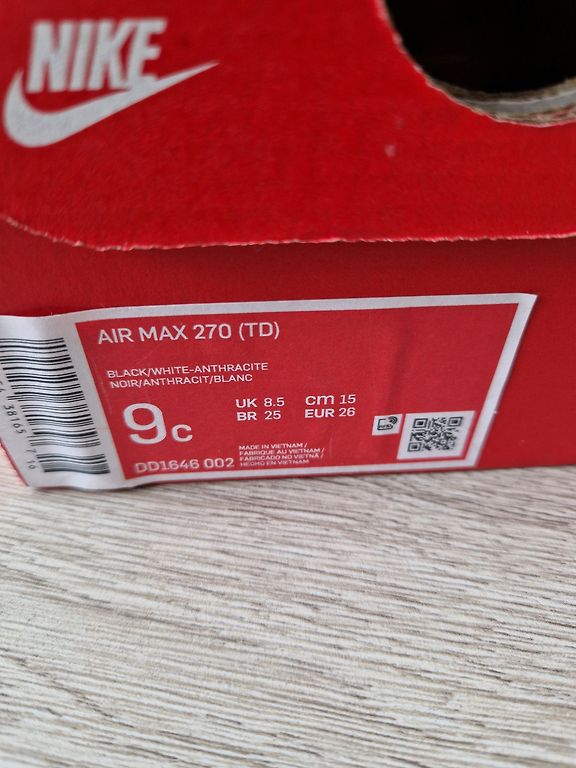 NIKE
AIR MAX 270 (TD)
BLACK/WHITE-ANTHRACITE
NOIR/ANTHRACIT/BLANC
9c
UK 8.5 cm 15
BR 25 EUR 26
DD1646 002
MADE IN VIETNAM /
FABRIQUE AU VIETNAM /
FABRICADO NO VIETNÃ /
HECHO EN VIETNAM